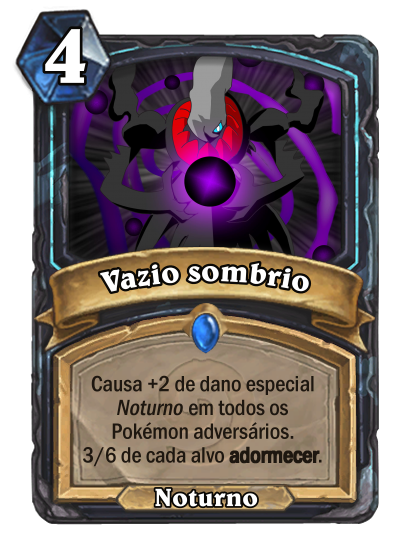 4
Vazio sombrio
Causa +2 de dano especial
Noturno em todos os
Pokémon adversários.
3/6 de cada alvo adormecer.
Noturno